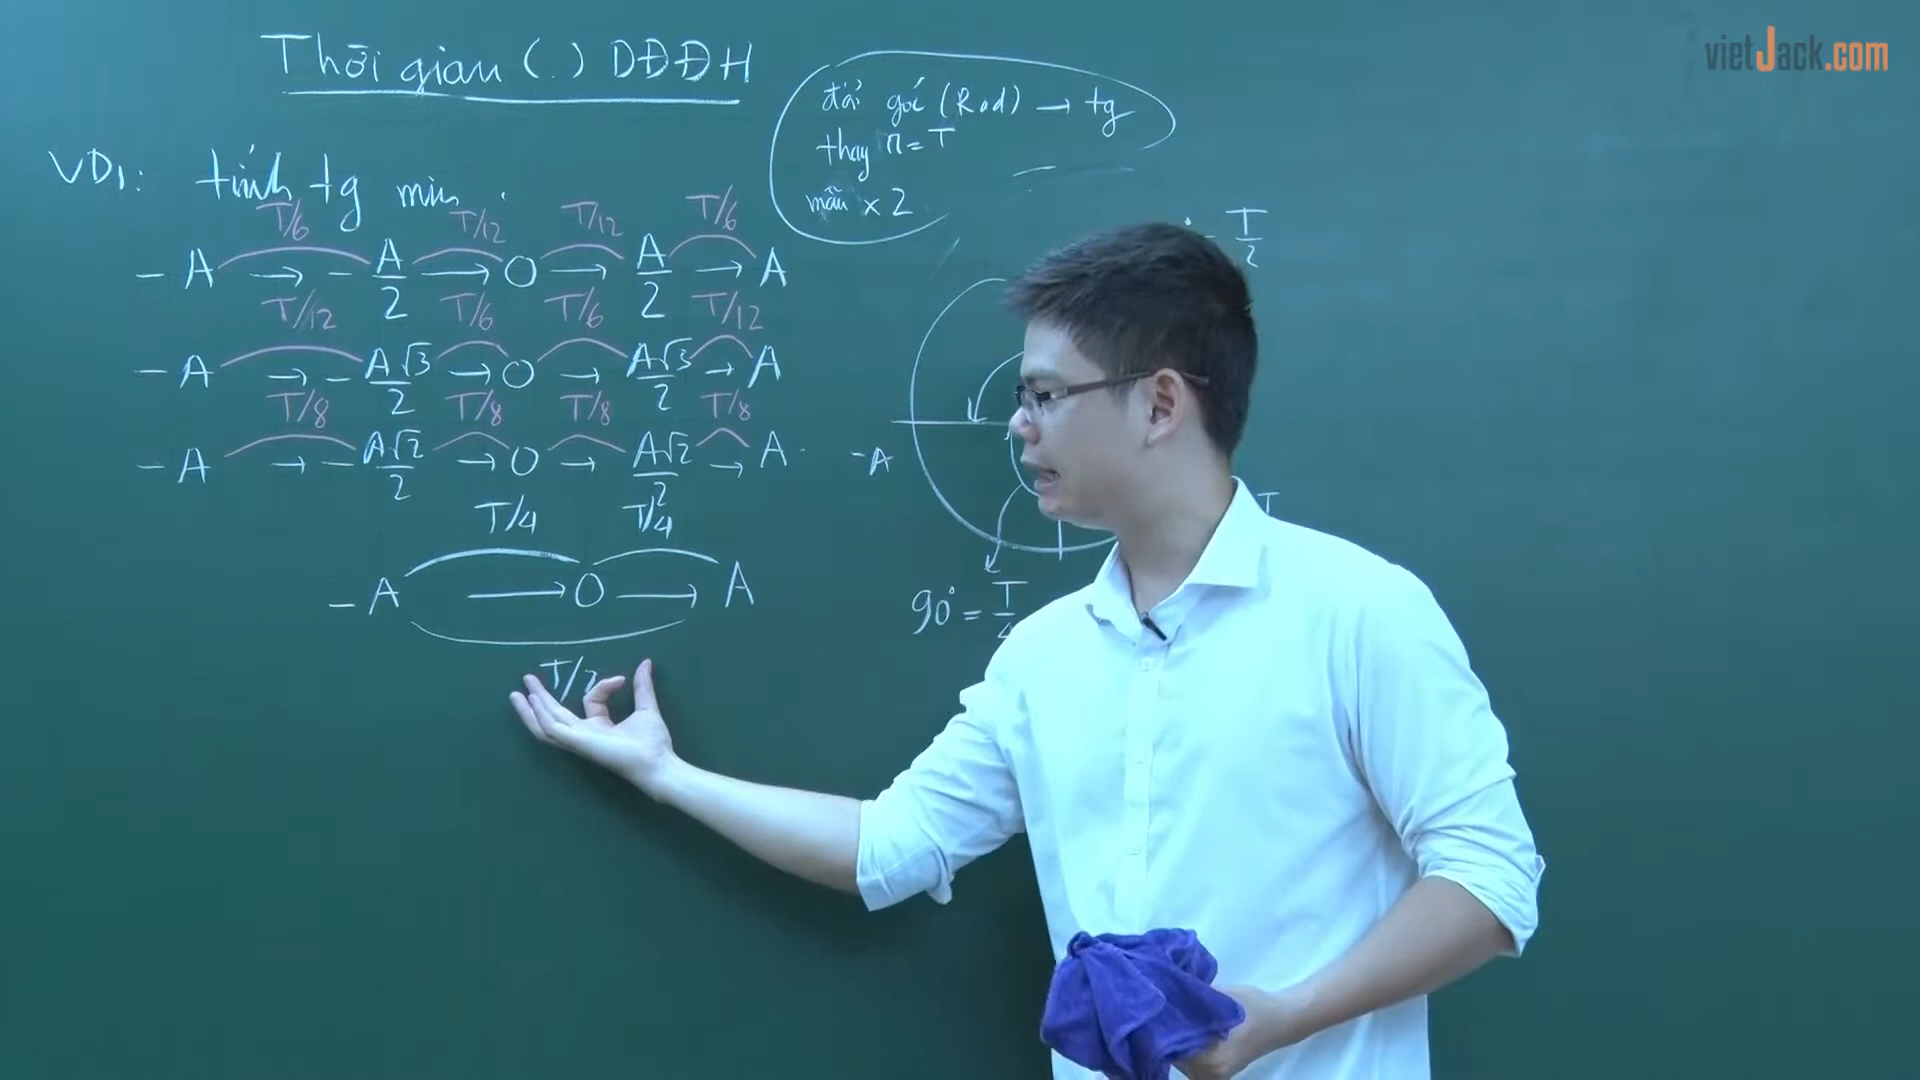 vietJack.com
Thời gian (.) DĐĐH
đổi góc (Rad) → tg
thay π = T
mẫu x 2
VD1: tính tg min
T/6 T/12 T/12 T/6
-A → -A/2 → O → A/2 → A
T/12 T/6 T/6 T/12
-A → -A√3/2 → O → A√3/2 → A
T/8 T/8 T/8 T/8
-A → -A√2/2 → O → A√2/2 → A
T/4 T/4
-A → O → A
T/2
T/2
-A
T
90° = T/4